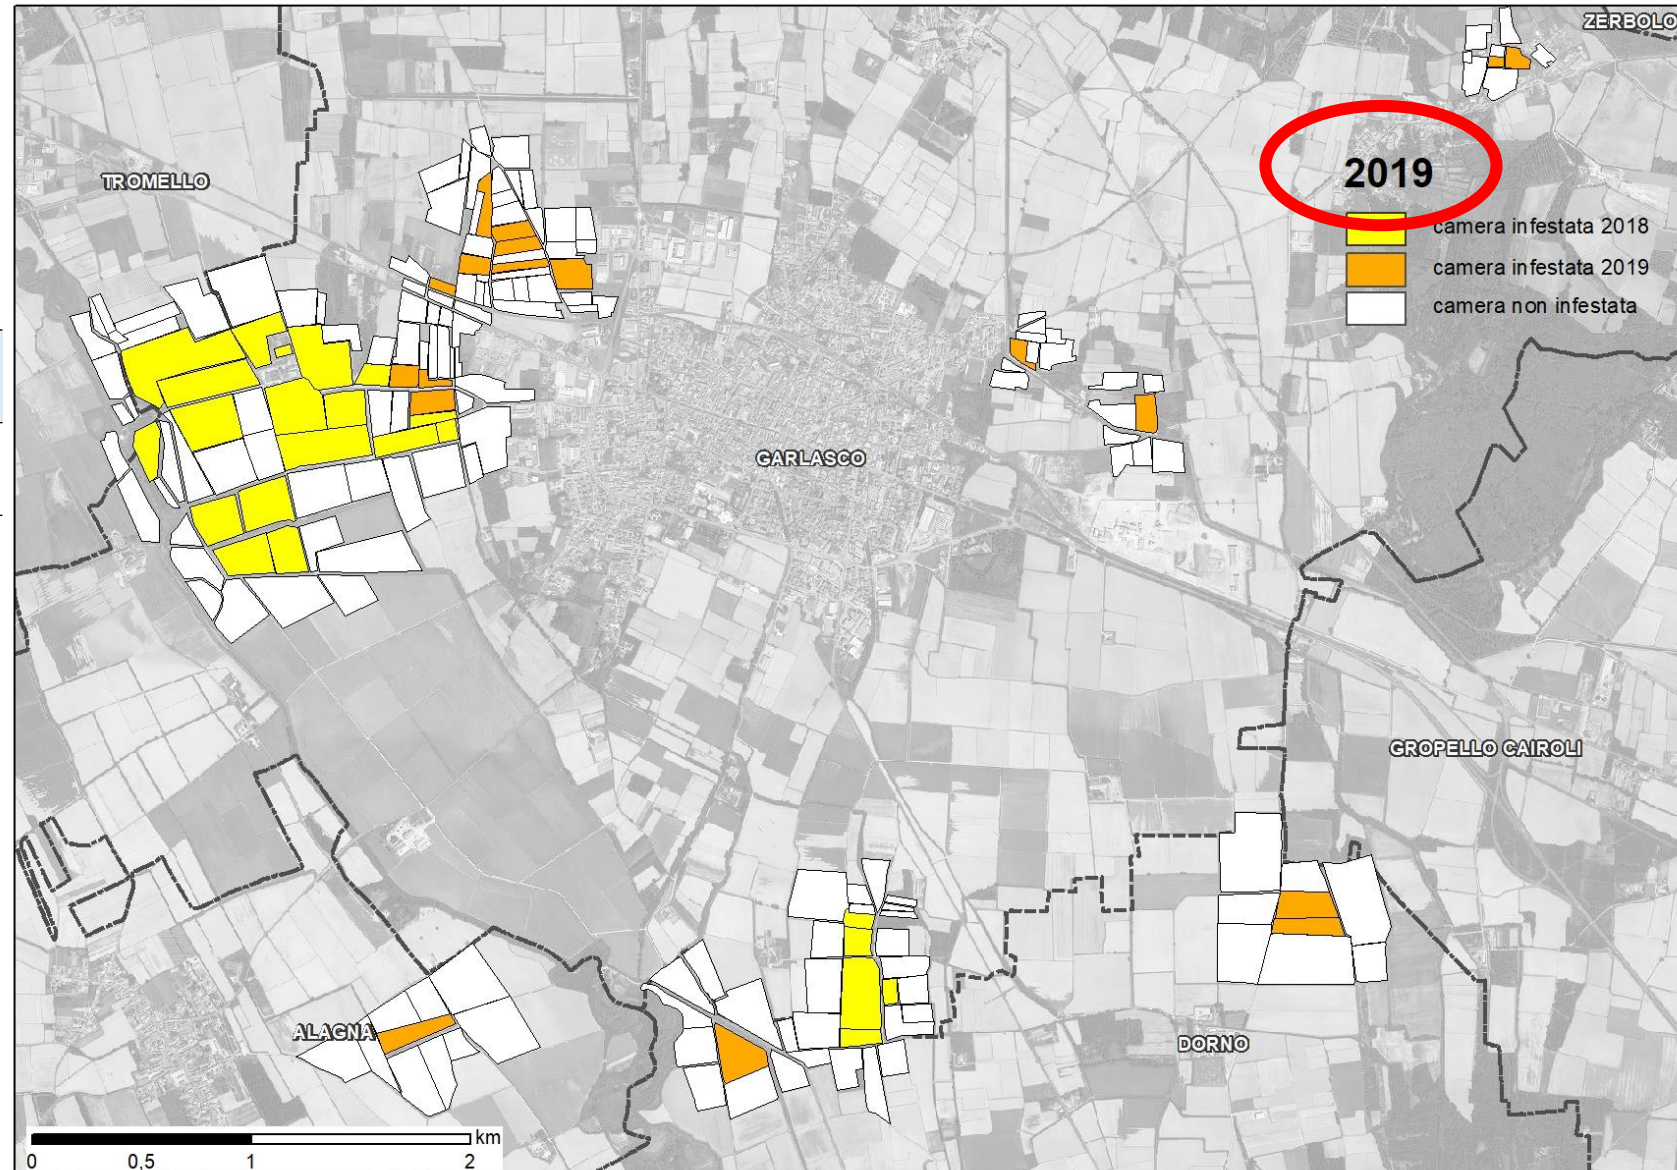 ZERBOLO
TROMELLO
2019
camera infestata 2018
camera infestata 2019
camera non infestata
GARLASCO
GROPELLO CAIROLI
ALAGNA
DORNO
km
0 0,5 1 2